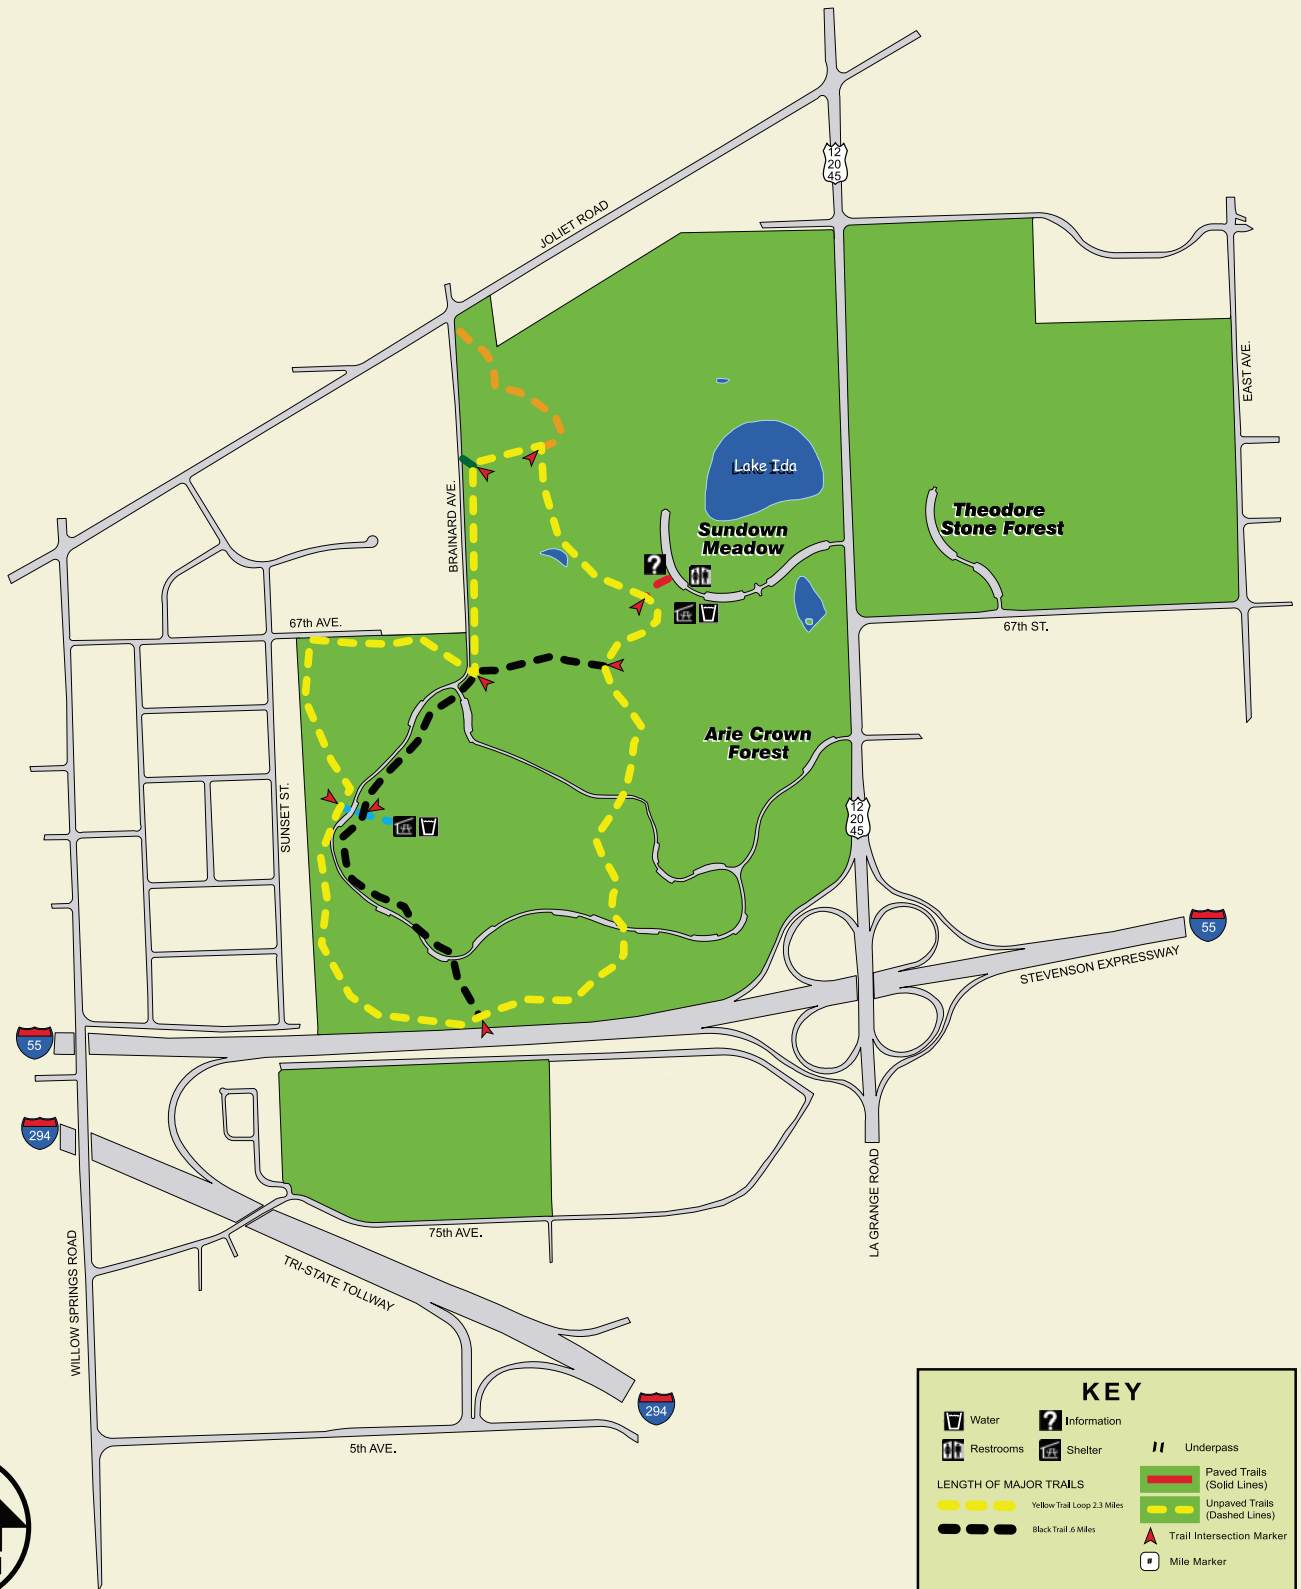 12
20
45
JOLIET ROAD
EAST AVE.
Lake Ida
BRAINARD AVE.
Sundown
Meadow
Theodore
Stone Forest
?
67th AVE.
67th ST.
Arie Crown
Forest
SUNSET ST.
12
20
45
55
STEVENSON EXPRESSWAY
55
294
LA GRANGE ROAD
75th AVE.
WILLOW SPRINGS ROAD
TRI-STATE TOLLWAY
294
5th AVE.
KEY
Water
? Information
Restrooms
Shelter
Underpass
LENGTH OF MAJOR TRAILS
Paved Trails
(Solid Lines)
Yellow Trail Loop 2.3 Miles
Unpaved Trails
(Dashed Lines)
Black Trail .6 Miles
Trail Intersection Marker
# Mile Marker